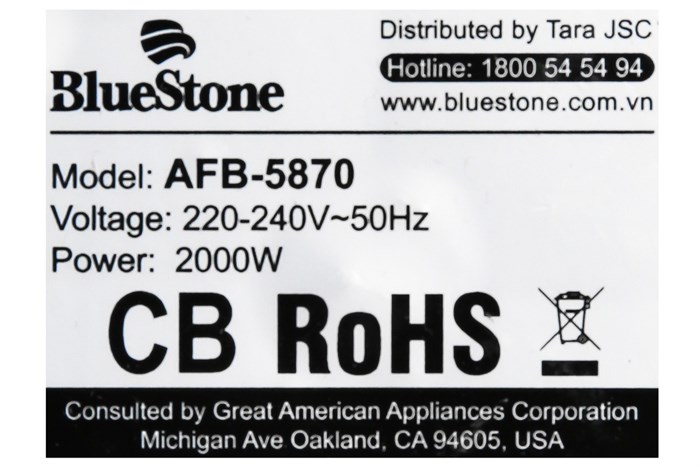 BlueStone
Distributed by Tara JSC
Hotline: 1800 54 54 94
www.bluestone.com.vn
Model: AFB-5870
Voltage: 220-240V~50Hz
Power: 2000W
CB RoHS
Consulted by Great American Appliances Corporation
Michigan Ave Oakland, CA 94605, USA